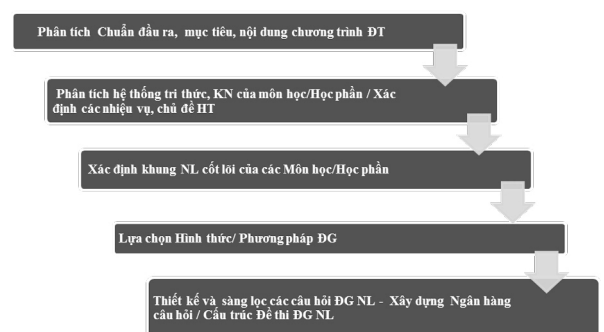 Phân tích Chuẩn đầu ra, mục tiêu, nội dung chương trình ĐT
Phân tích hệ thống tri thức, KN của môn học/Học phần / Xác
định các nhiệu vụ, chủ đề HT
Xác định khung NL cốt lõi của các Môn học/Học phần
Lựa chọn Hình thức/ Phương pháp ĐG
Thiết kế và sàng lọc các câu hỏi ĐG NL - Xây dựng Ngân hàng
câu hỏi / Cấu trúc Đề thi ĐG NL